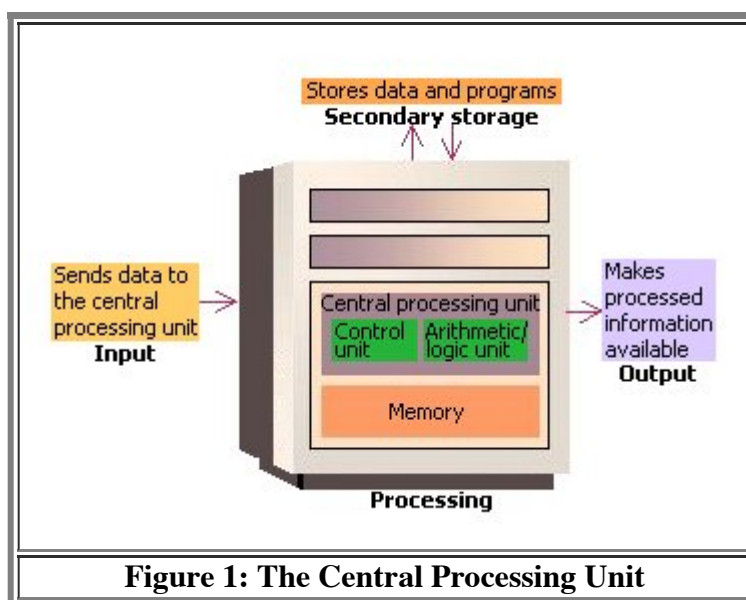 Stores data and programs
Secondary storage
Sends data to
the central
processing unit
Input
Central processing unit
Control
unit
Arithmetic/
logic unit
Memory
Processing
Makes
processed
information
available
Output
Figure 1: The Central Processing Unit